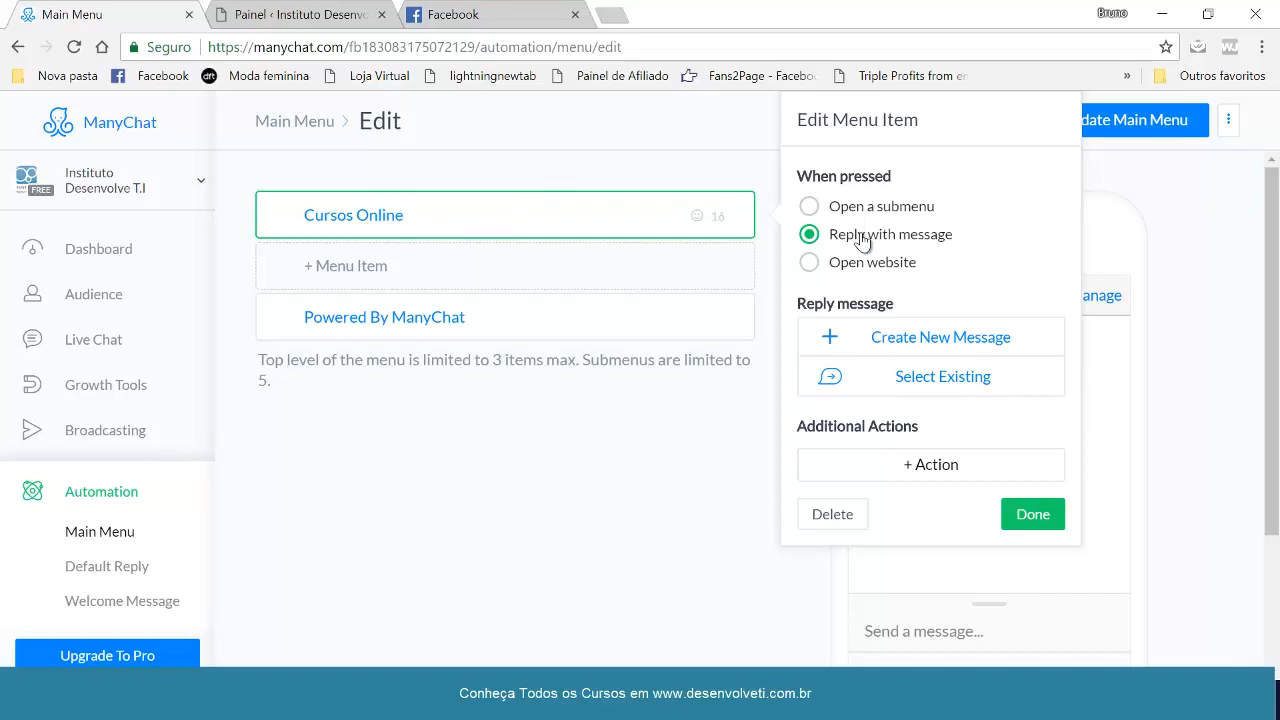 Main Menu
Painel ‹ Instituto Desenvo
Facebook
Bruno
Seguro
https://manychat.com/fb183083175072129/automation/menu/edit
Nova pasta
Facebook
dft
Moda feminina
Loja Virtual
lightningnewtab
Painel de Afiliado
Fans2Page - Facebo
Triple Profits from
»
Outros favoritos
ManyChat
Main Menu > Edit
Edit Menu Item
date Main Menu
Instituto
Desenvolve T.I
FREE
Dashboard
Audience
Live Chat
Growth Tools
Broadcasting
Automation
Main Menu
Default Reply
Welcome Message
Upgrade To Pro
Cursos Online
16
+ Menu Item
Powered By ManyChat
Top level of the menu is limited to 3 items max. Submenus are limited to
5.
When pressed
Open a submenu
Reply with message
Open website
Reply message
Create New Message
Select Existing
Additional Actions
+ Action
Delete
Done
anage
Send a message...
Conheça Todos os Cursos em www.desenvolveti.com.br